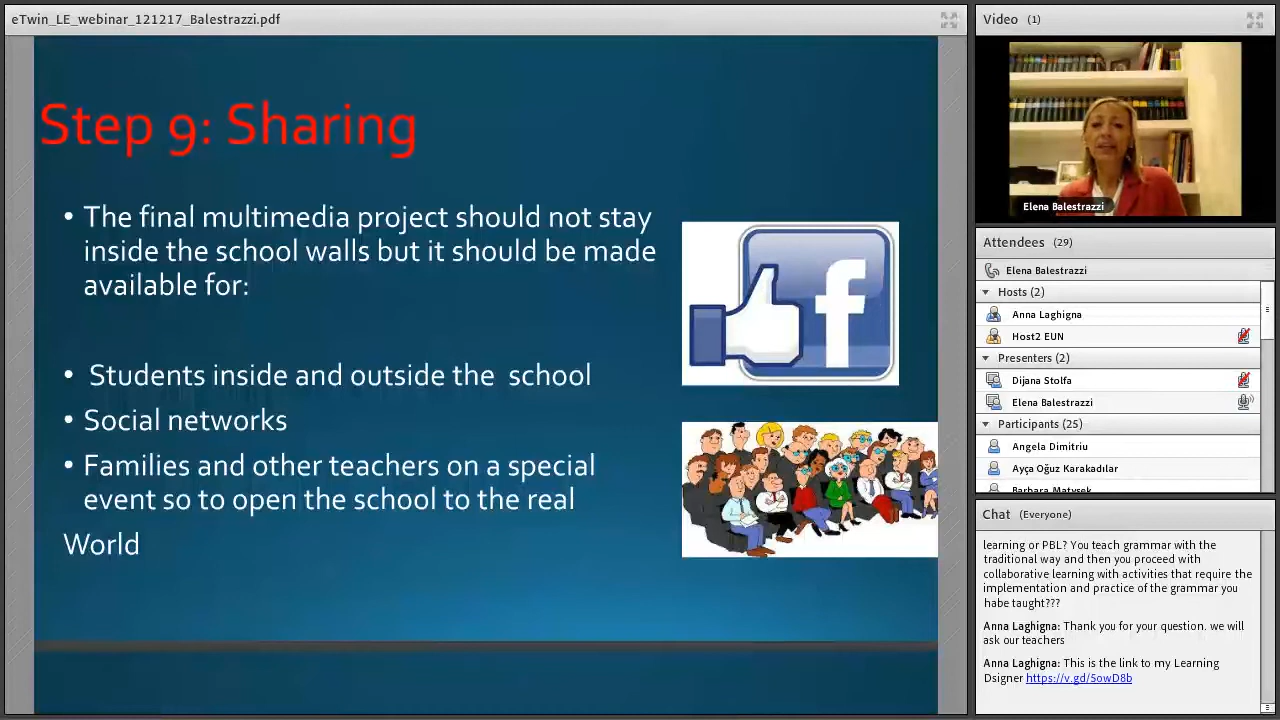 eTwin_LE_webinar_121217_Balestrazzi.pdf
Step 9: Sharing
• The final multimedia project should not stay
inside the school walls but it should be made
available for:
• Students inside and outside the school
• Social networks
• Families and other teachers on a special
event so to open the school to the real
World
f
Video (1)
Elena Balestrazzi
Attendees (29)
Elena Balestrazzi
Hosts (2)
Anna Laghigna
Host2 EUN
Presenters (2)
Dijana Stolfa
Elena Balestrazzi
Participants (25)
Angela Dimitriu
Ayça Oğuz Karakadılar
Barbara Matysek
Chat (Everyone)
learning or PBL? You teach grammar with the
traditional way and then you proceed with
collaborative learning with activities that require the
implementation and practice of the grammar you
habe taught???
Anna Laghigna: Thank you for your question. we will
ask our teachers
Anna Laghigna: This is the link to my Learning
Dsigner https://v.gd/5owD8b